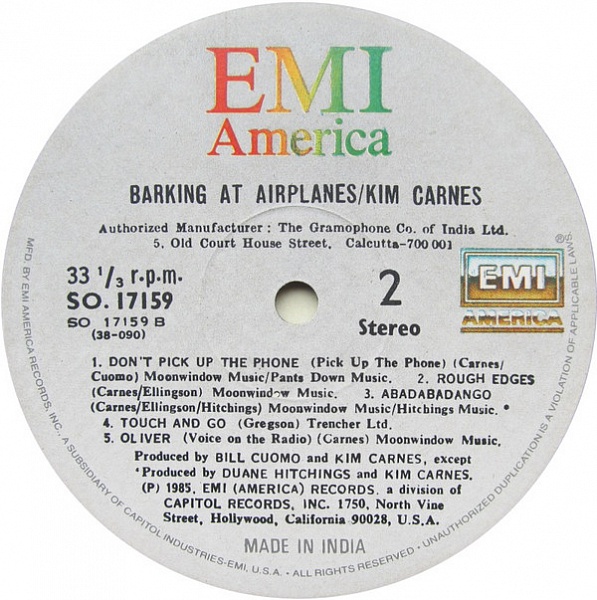 EMI
America
BARKING AT AIRPLANES/KIM CARNES
Authorized Manufacturer : The Gramophone Co. of India Ltd.
5, Old Court House Street, Calcutta-700 001
33 1/3 r.p.m.
SO. 17159
SO 17159 B
(38-090)
2
Stereo
EMI
AMERICA
1. DON'T PICK UP THE PHONE (Pick Up The Phone) (Carnes/
Cuomo) Moonwindow Music/Pants Down Music. 2. ROUGH EDGES
(Carnes/Ellingson) Moonwindow Music. 3. ABADABADANGO
(Carnes/Ellingson/Hitchings) Moonwindow Music/Hitchings Music. *
4. TOUCH AND GO (Gregson) Trencher Ltd.
5. OLIVER (Voice on the Radio) (Carnes) Moonwindow Music.
Produced by BILL CUOMO and KIM CARNES, except
*Produced by DUANE HITCHINGS and KIM CARNES.
(P) 1985, EMI (AMERICA) RECORDS, a division of
CAPITOL RECORDS, INC. 1750, North Vine
Street, Hollywood, California 90028, U.S.A.
MADE IN INDIA
MFD. BY EMI AMERICA RECORDS, INC., A SUBSIDIARY OF CAPITOL INDUSTRIES-EMI, U.S.A. • ALL RIGHTS RESERVED • UNAUTHORIZED DUPLICATION IS A VIOLATION OF APPLICABLE LAWS.